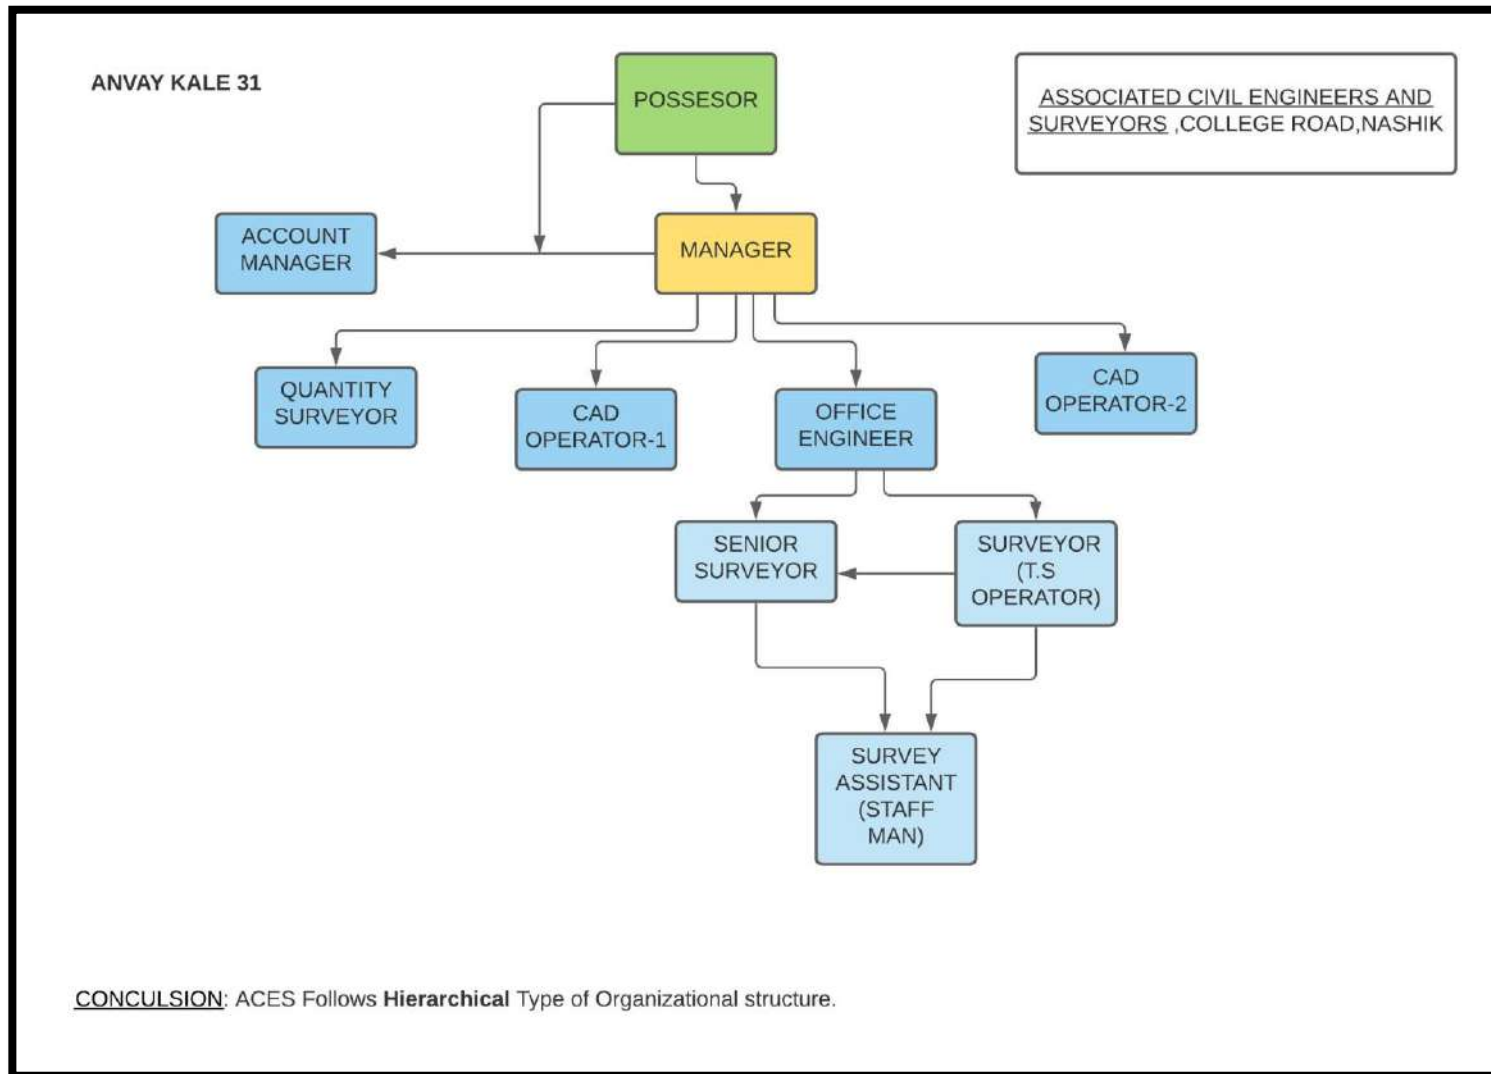 ANVAY KALE 31
POSSESOR
ASSOCIATED CIVIL ENGINEERS AND
SURVEYORS ,COLLEGE ROAD,NASHIK
ACCOUNT
MANAGER
MANAGER
QUANTITY
SURVEYOR
CAD
OPERATOR-1
OFFICE
ENGINEER
CAD
OPERATOR-2
SENIOR
SURVEYOR
SURVEYOR
(T.S
OPERATOR)
SURVEY
ASSISTANT
(STAFF
MAN)
CONCULSION: ACES Follows Hierarchical Type of Organizational structure.